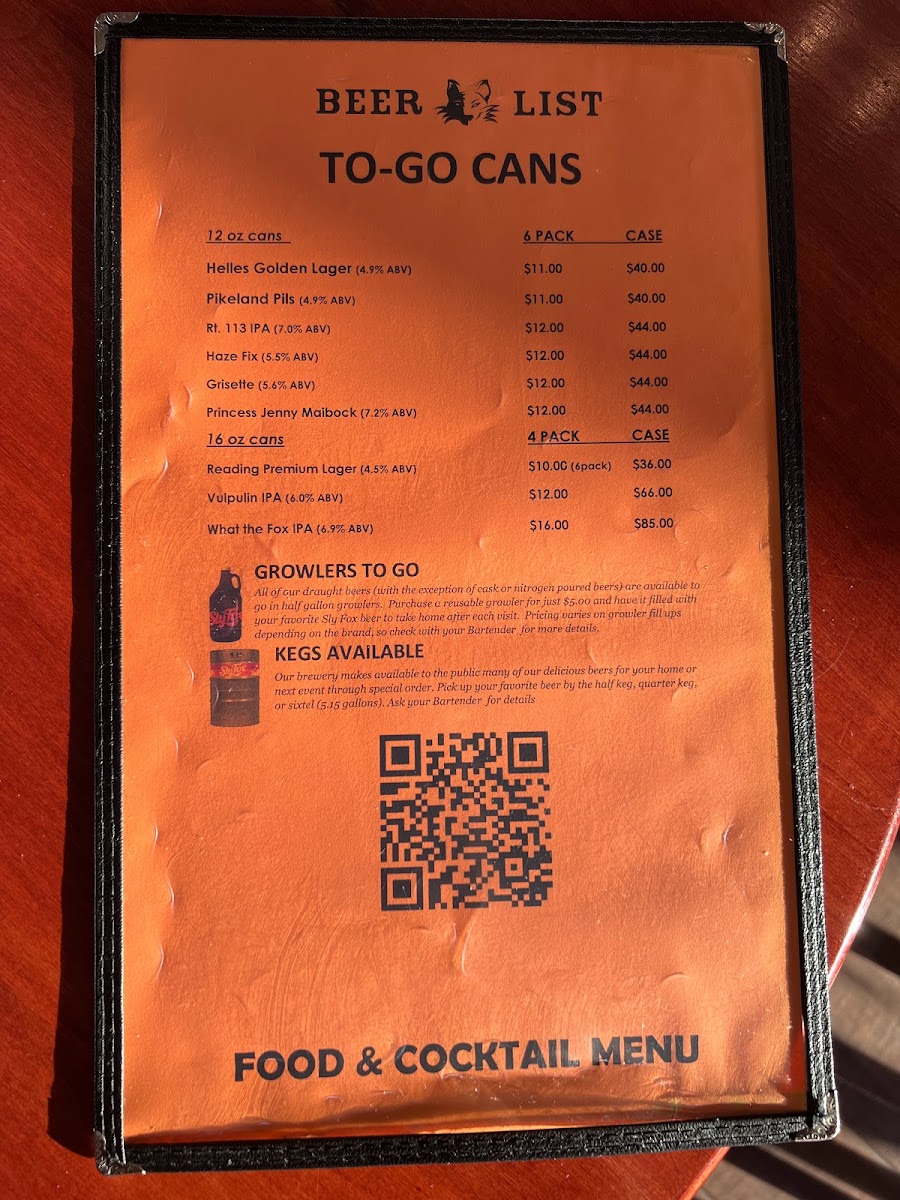 BEER LIST
TO-GO CANS
12 oz cans 6 PACK CASE
Helles Golden Lager (4.9% ABV) $11.00 $40.00
Pikeland Pils (4.9% ABV) $11.00 $40.00
Rt. 113 IPA (7.0% ABV) $12.00 $44.00
Haze Fix (5.5% ABV) $12.00 $44.00
Grisette (5.6% ABV) $12.00 $44.00
Princess Jenny Maibock (7.2% ABV) $12.00 $44.00
16 oz cans 4 PACK CASE
Reading Premium Lager (4.5% ABV) $10.00 (6pack) $36.00
Vulpulin IPA (6.0% ABV) $12.00 $66.00
What the Fox IPA (6.9% ABV) $16.00 $85.00
GROWLERS TO GO
All of our draught beers (with the exception of cask or nitrogen poured beers) are available to
go in half gallon growlers. Purchase a reusable growler for just $5.00 and have it filled with
your favorite Sly Fox beer to take home after each visit. Pricing varies on growler fill ups
depending on the brand, so check with your Bartender for more details.
KEGS AVAILABLE
Our brewery makes available to the public many of our delicious beers for your home or
next event through special order. Pick up your favorite beer by the half keg, quarter keg,
or sixtel (5.15 gallons). Ask your Bartender for details
FOOD & COCKTAIL MENU